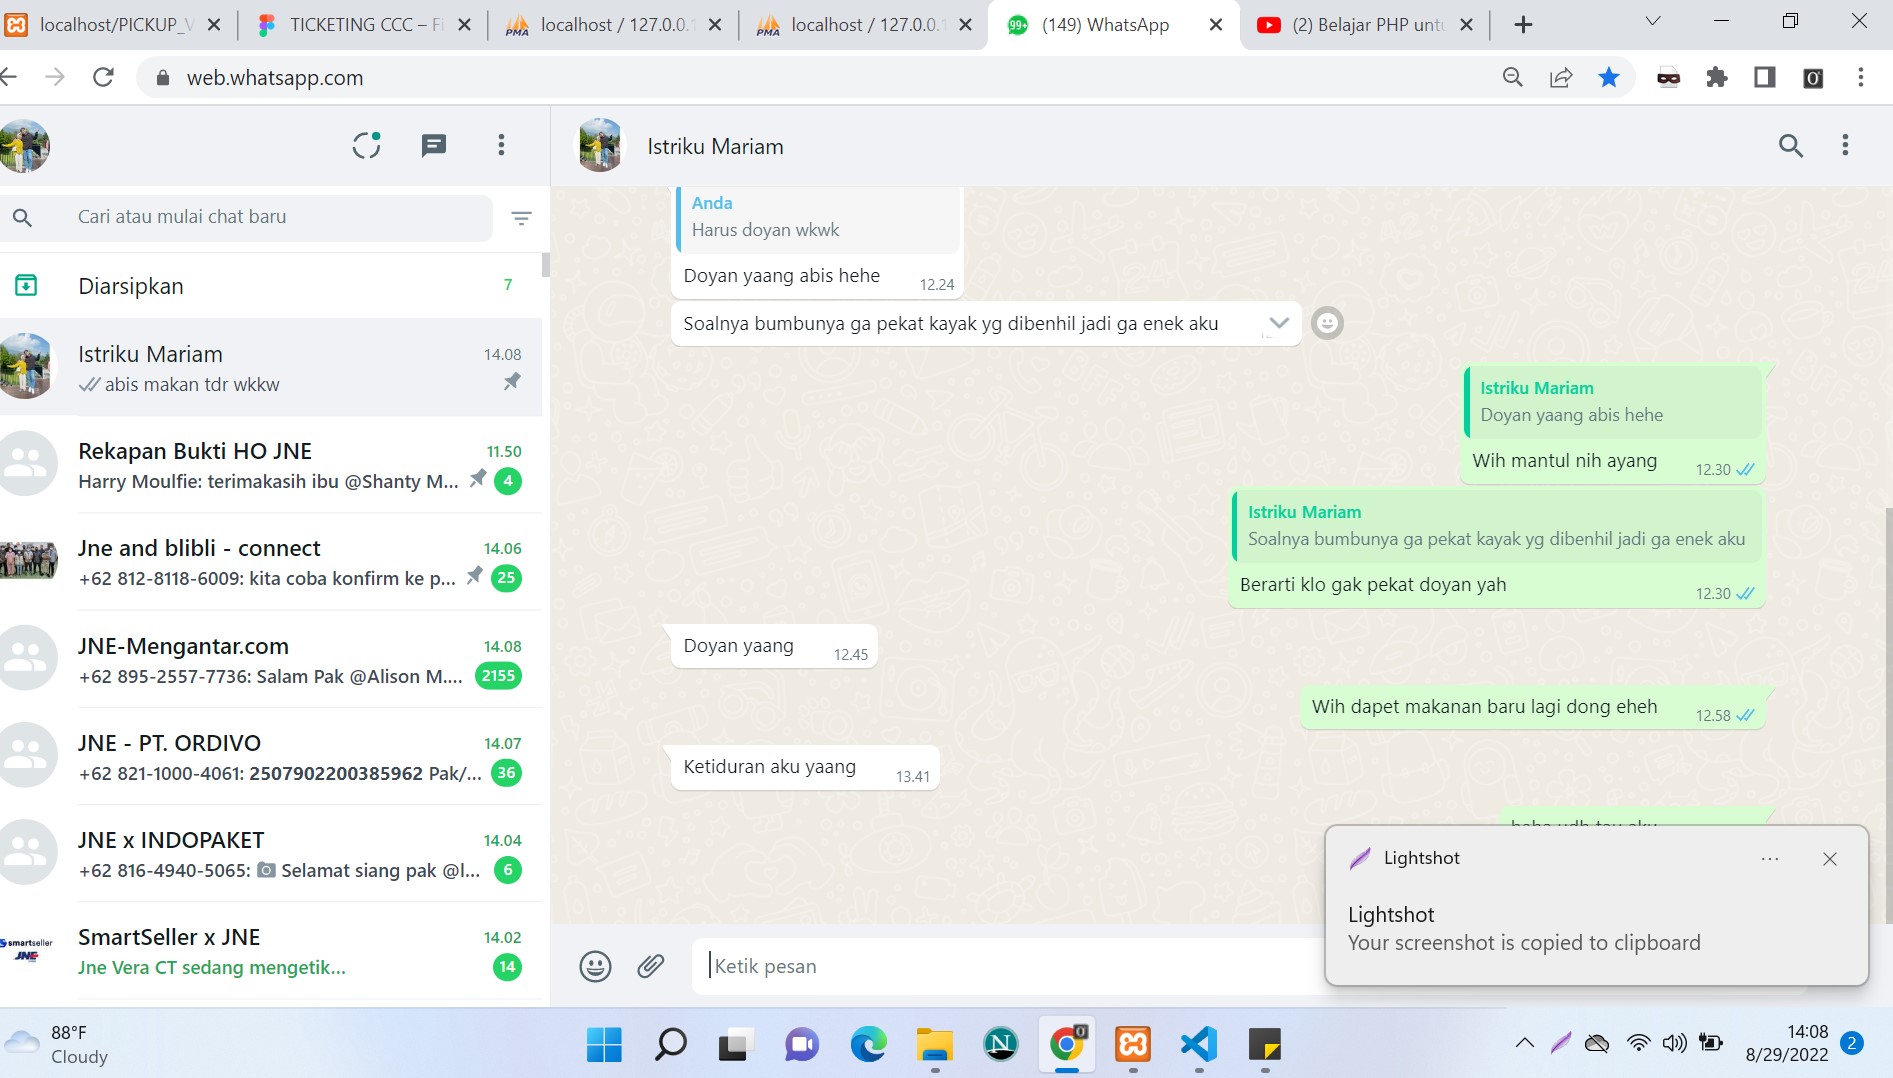 localhost/PICKUP_V
TICKETING CCC – Fi
localhost / 127.0.0.1
localhost / 127.0.0.1
(149) WhatsApp
(2) Belajar PHP untu
web.whatsapp.com
Istriku Mariam
Cari atau mulai chat baru
Diarsipkan
7
Istriku Mariam
14.08
abis makan tdr wkkw
Rekapan Bukti HO JNE
11.50
Harry Moulfie: terimakasih ibu @Shanty M...
4
Jne and blibli - connect
14.06
+62 812-8118-6009: kita coba konfirm ke p...
25
JNE-Mengantar.com
14.08
+62 895-2557-7736: Salam Pak @Alison M....
2155
JNE - PT. ORDIVO
14.07
+62 821-1000-4061: 2507902200385962 Pak/...
36
JNE x INDOPAKET
14.04
+62 816-4940-5065: Selamat siang pak @l...
6
smartseller
JNE
SmartSeller x JNE
14.02
Jne Vera CT sedang mengetik...
14
Anda
Harus doyan wkwk
Doyan yaang abis hehe
12.24
Soalnya bumbunya ga pekat kayak yg dibenhil jadi ga enek aku
Istriku Mariam
Doyan yaang abis hehe
Wih mantul nih ayang
12.30
Istriku Mariam
Soalnya bumbunya ga pekat kayak yg dibenhil jadi ga enek aku
Berarti klo gak pekat doyan yah
12.30
Doyan yaang
12.45
Wih dapet makanan baru lagi dong eheh
12.58
Ketiduran aku yaang
13.41
Ketik pesan
Lightshot
Lightshot
Your screenshot is copied to clipboard
88°F
Cloudy
14:08
8/29/2022
2